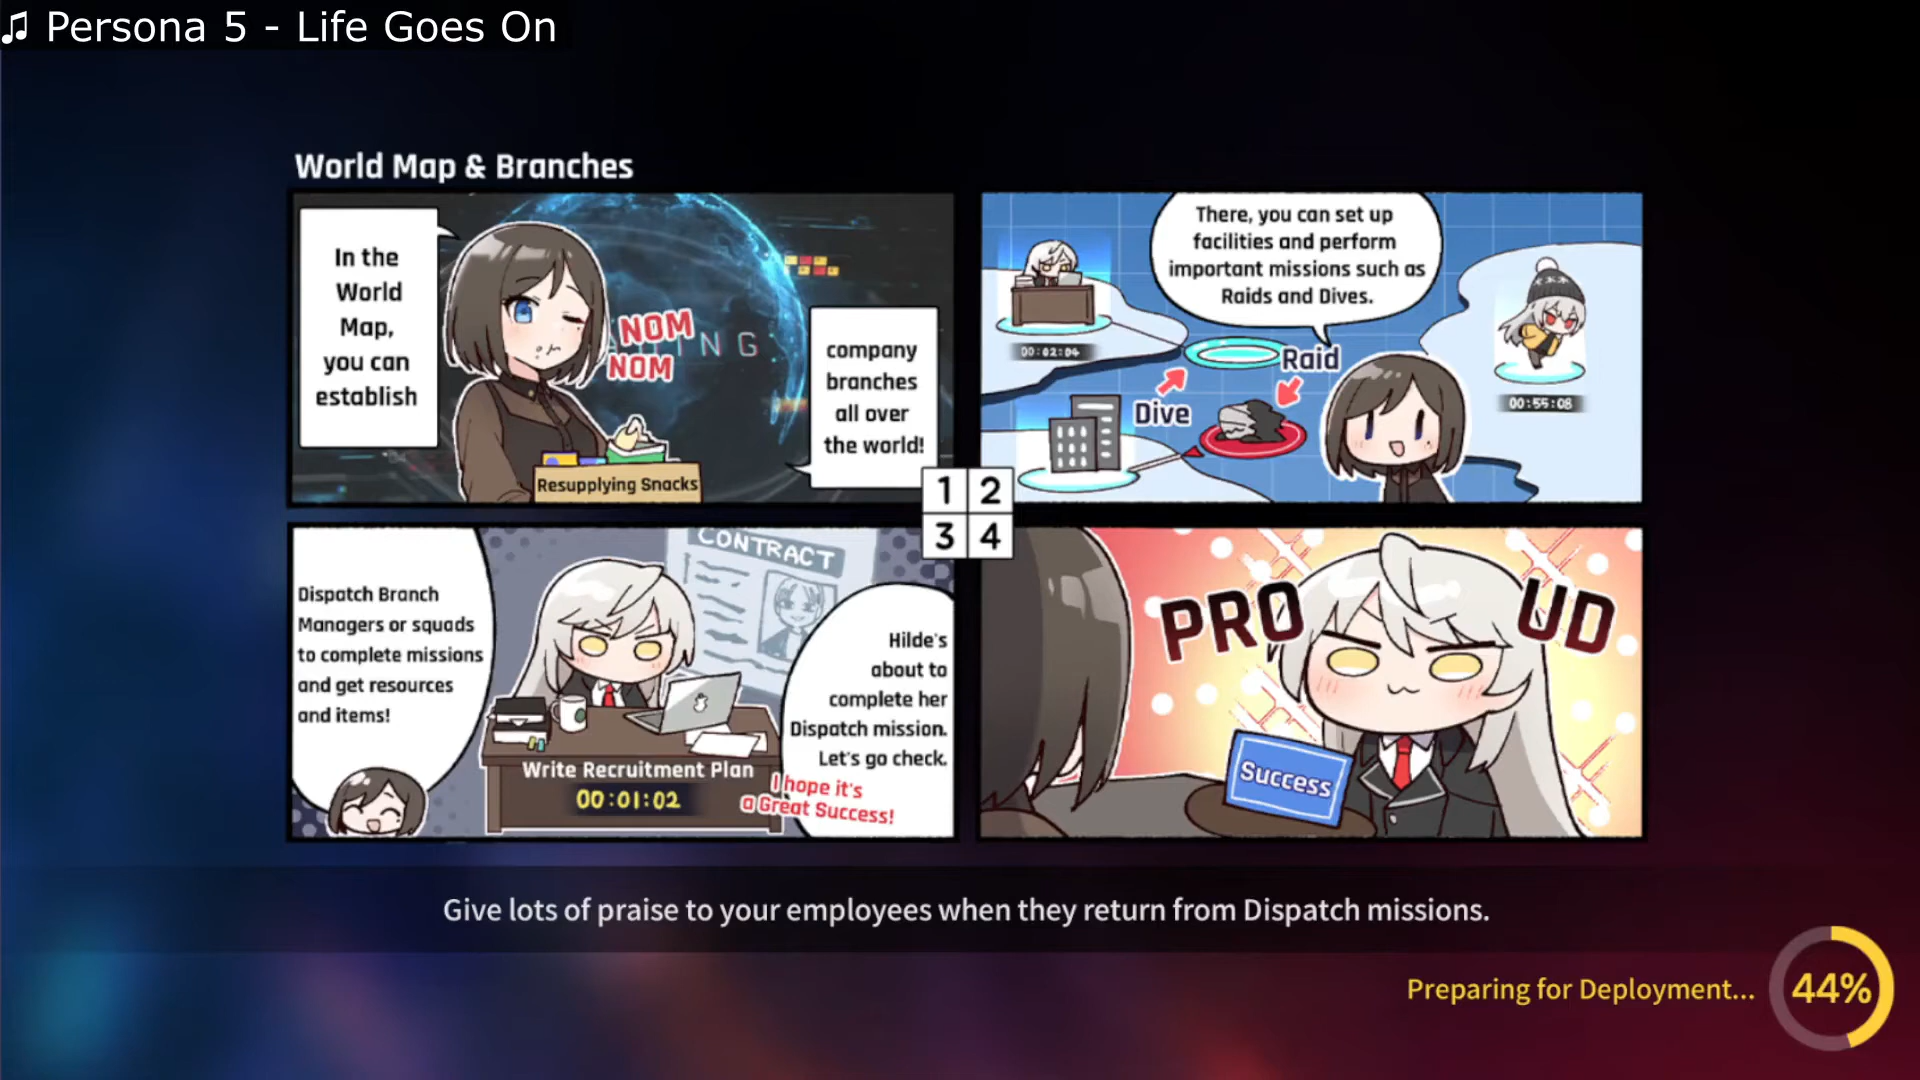 ♫ Persona 5 - Life Goes On
World Map & Branches
In the
World
Map,
you can
establish
NOM
NOM
company
branches
all over
the world!
Resupplying Snacks
There, you can set up
facilities and perform
important missions such as
Raids and Dives.
00:02:04
Raid
Dive
00:55:08
1 2
3 4
Dispatch Branch
Managers or squads
to complete missions
and get resources
and items!
CONTRACT
Hilde's
about to
complete her
Dispatch mission.
Let's go check.
Write Recruitment Plan
00:01:02
I hope it's
a Great Success!
PROUD
Success
Give lots of praise to your employees when they return from Dispatch missions.
Preparing for Deployment...
44%